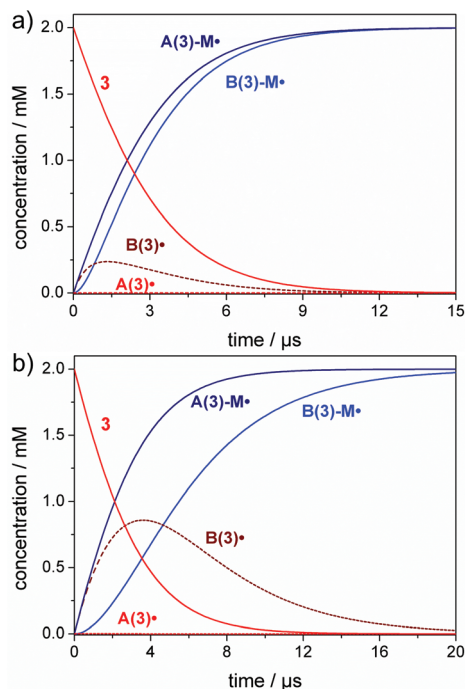 a)
2.0
1.0
0.5
0.0
concentration / mM
A(3)-M•
3
B(3)-M•
B(3)•
A(3)•
0
3
6
9
12
15
time / µs
b)
2.0
1.5
1.0
0.5
0.0
concentration / mM
3
A(3)-M•
B(3)-M•
B(3)•
A(3)•
0
4
8
12
16
20
time / µs